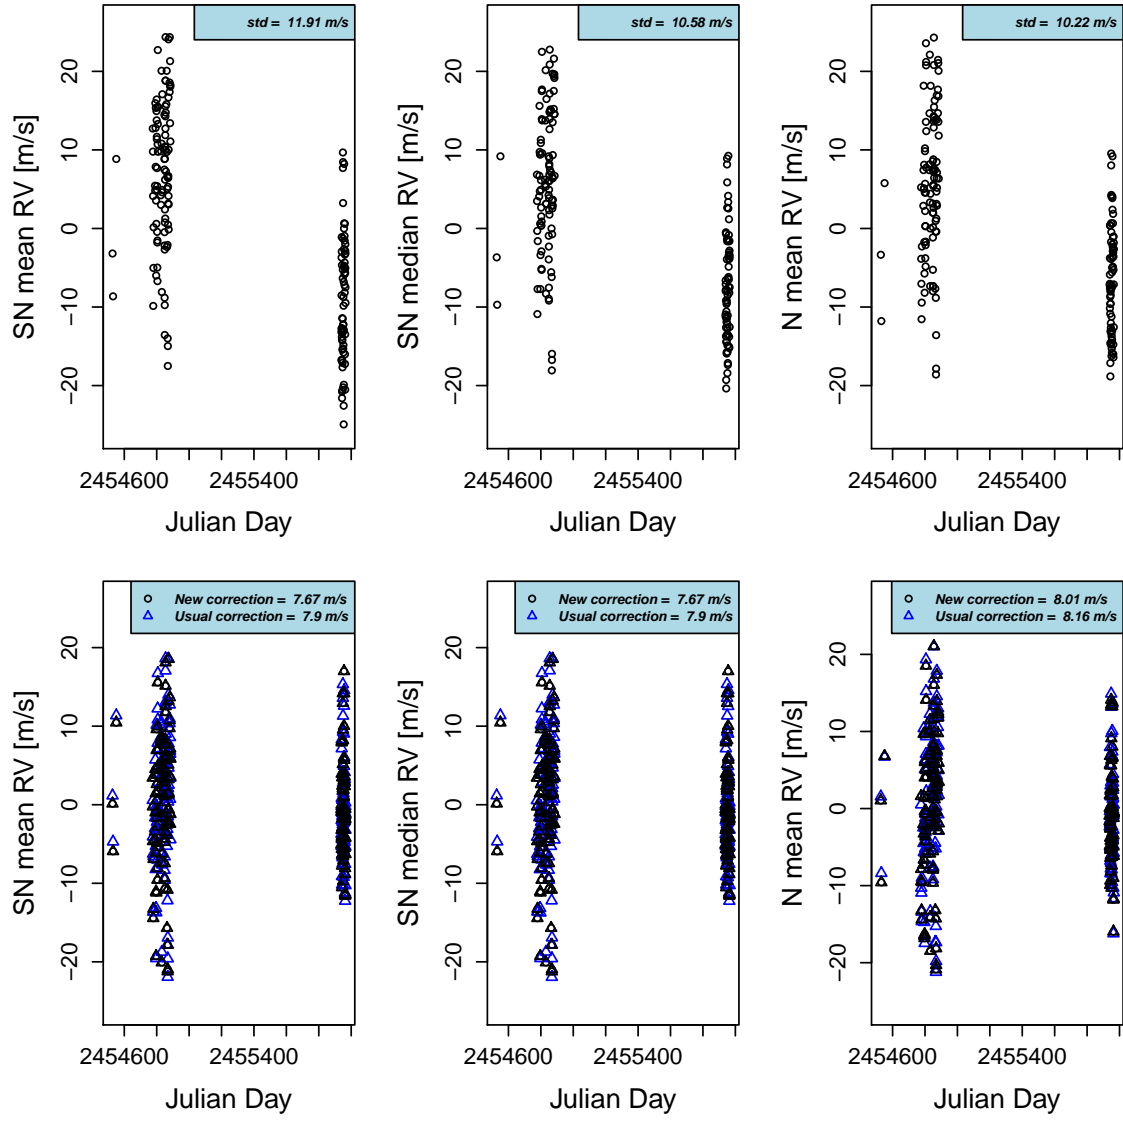 std = 11.91 m/s
20
10
0
−10
−20
SN mean RV [m/s]
2454600 2455400
Julian Day
std = 10.58 m/s
20
10
0
−10
−20
SN median RV [m/s]
2454600 2455400
Julian Day
std = 10.22 m/s
20
10
0
−10
−20
N mean RV [m/s]
2454600 2455400
Julian Day
New correction = 7.67 m/s
Usual correction = 7.9 m/s
20
10
0
−10
−20
SN mean RV [m/s]
2454600 2455400
Julian Day
New correction = 7.67 m/s
Usual correction = 7.9 m/s
20
10
0
−10
−20
SN median RV [m/s]
2454600 2455400
Julian Day
New correction = 8.01 m/s
Usual correction = 8.16 m/s
20
10
0
−10
−20
N mean RV [m/s]
2454600 2455400
Julian Day